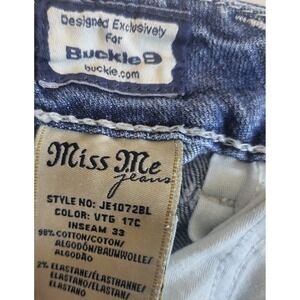 Designed Exclusively
For
Buckle B
buckle.com
Miss Me
jeans
STYLE NO: JE1072BL
COLOR: VTG 17C
INSEAM 33
98% COTTON/COTON/
ALGODÓN/BAUMWOLLE/
ALGODÃO
2% ELASTANE/ÉLASTHANNE/
ELASTANO/ELASTAN/
ELASTANO